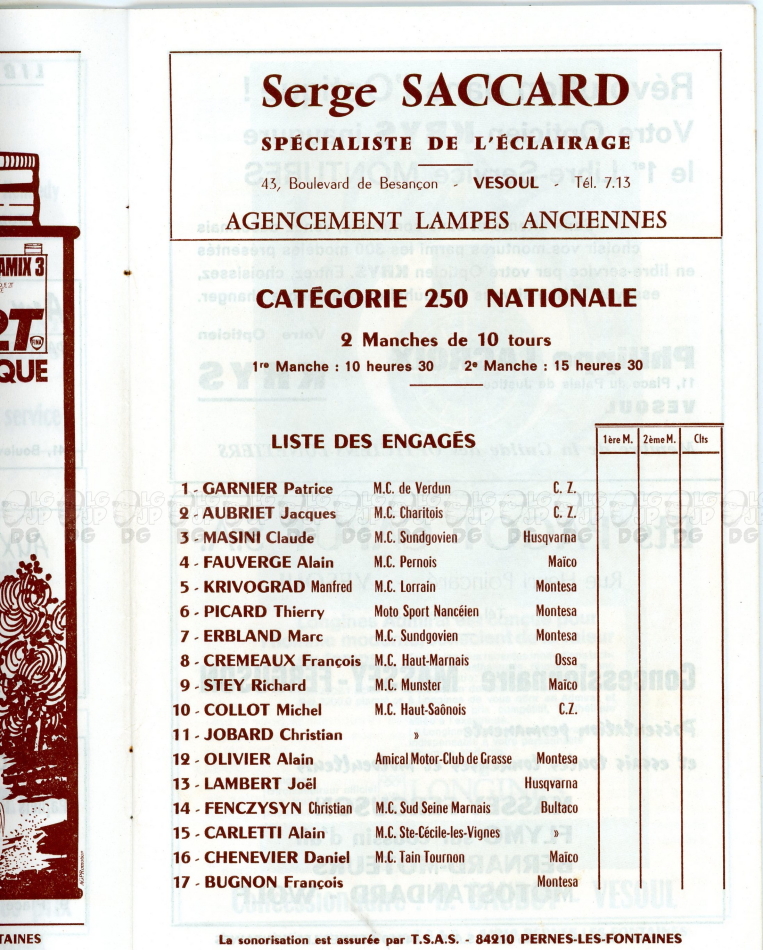 Serge SACCARD
SPÉCIALISTE DE L'ÉCLAIRAGE
43, Boulevard de Besançon - VESOUL - Tél. 7.13
AGENCEMENT LAMPES ANCIENNES
CATÉGORIE 250 NATIONALE
2 Manches de 10 tours
1re Manche : 10 heures 30 2e Manche : 15 heures 30
LISTE DES ENGAGÉS
1ère M. 2ème M. Clts
1 - GARNIER Patrice M.C. de Verdun C. Z.
2 - AUBRIET Jacques M.C. Charitois C. Z.
3 - MASINI Claude M.C. Sundgovien Husqvarna
4 - FAUVERGE Alain M.C. Pernois Maïco
5 - KRIVOGRAD Manfred M.C. Lorrain Montesa
6 - PICARD Thierry Moto Sport Nancéien Montesa
7 - ERBLAND Marc M.C. Sundgovien Montesa
8 - CREMEAUX François M.C. Haut-Marnais Ossa
9 - STEY Richard M.C. Munster Maïco
10 - COLLOT Michel M.C. Haut-Saônois C.Z.
11 - JOBARD Christian »
12 - OLIVIER Alain Amical Motor-Club de Grasse Montesa
13 - LAMBERT Joël Husqvarna
14 - FENCZYSYN Christian M.C. Sud Seine Marnais Bultaco
15 - CARLETTI Alain M.C. Ste-Cécile-les-Vignes »
16 - CHENEVIER Daniel M.C. Tain Tournon Maïco
17 - BUGNON François Montesa
La sonorisation est assurée par T.S.A.S. - 84210 PERNES-LES-FONTAINES
AMIX 3
QUE
TAINES